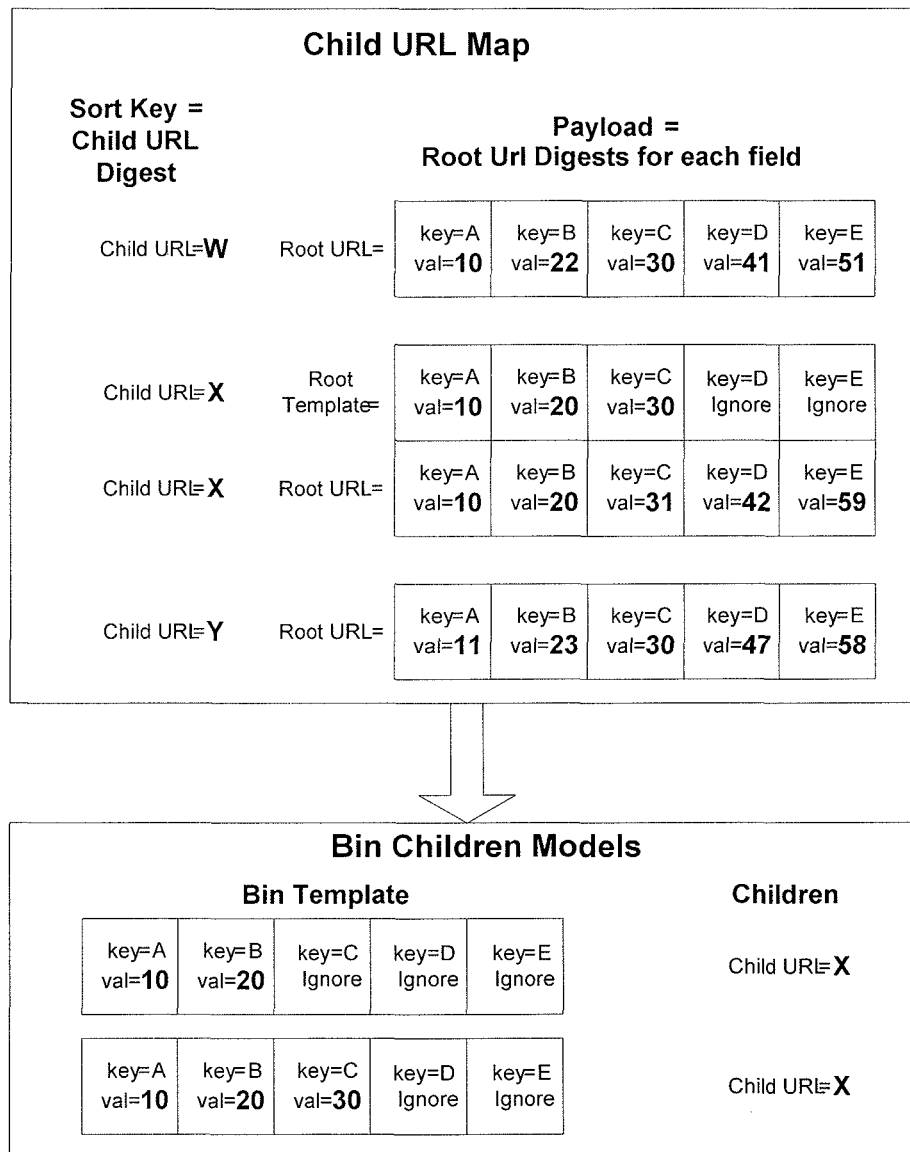 Child URL Map
Sort Key =
Child URL
Digest
Payload =
Root Url Digests for each field
Child URL=W
Root URL=
key=A key=B key=C key=D key=E
val=10 val=22 val=30 val=41 val=51
Child URL=X
Root
Template=
key=A key=B key=C key=D key=E
val=10 val=20 val=30 Ignore Ignore
Child URL=X
Root URL=
key=A key=B key=C key=D key=E
val=10 val=20 val=31 val=42 val=59
Child URL=Y
Root URL=
key=A key=B key=C key=D key=E
val=11 val=23 val=30 val=47 val=58
Bin Children Models
Bin Template
Children
key=A key=B key=C key=D key=E
val=10 val=20 Ignore Ignore Ignore
Child URL=X
key=A key=B key=C key=D key=E
val=10 val=20 val=30 Ignore Ignore
Child URL=X